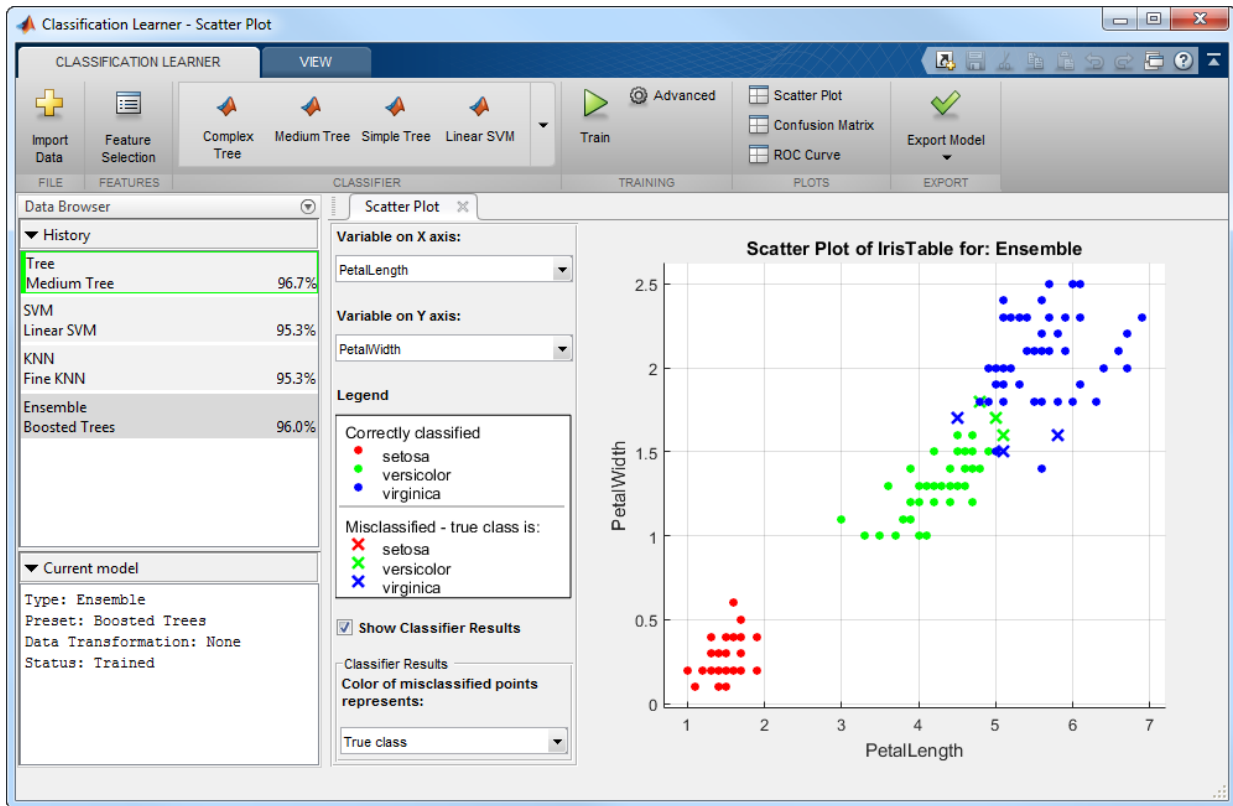 Classification Learner - Scatter Plot
CLASSIFICATION LEARNER
VIEW
Import Data
Feature Selection
Complex Tree
Medium Tree
Simple Tree
Linear SVM
Train
Advanced
Scatter Plot
Confusion Matrix
ROC Curve
Export Model
FILE
FEATURES
CLASSIFIER
TRAINING
PLOTS
EXPORT
Data Browser
History
Tree
Medium Tree 96.7%
SVM
Linear SVM 95.3%
KNN
Fine KNN 95.3%
Ensemble
Boosted Trees 96.0%
Current model
Type: Ensemble
Preset: Boosted Trees
Data Transformation: None
Status: Trained
Scatter Plot
Variable on X axis:
PetalLength
Variable on Y axis:
PetalWidth
Legend
Correctly classified
setosa
versicolor
virginica
Misclassified - true class is:
setosa
versicolor
virginica
Show Classifier Results
Classifier Results
Color of misclassified points
represents:
True class
Scatter Plot of IrisTable for: Ensemble
PetalWidth
2.5
2
1.5
1
0.5
0
1 2 3 4 5 6 7
PetalLength